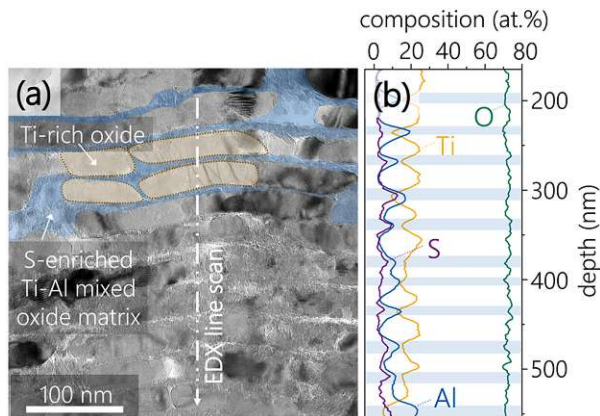 composition (at.%)
0 20 40 60 80
(a)
(b)
Ti-rich oxide
O
Ti
200
300
400
500
depth (nm)
S
S-enriched
Ti-Al mixed
oxide matrix
EDX line scan
100 nm
Al